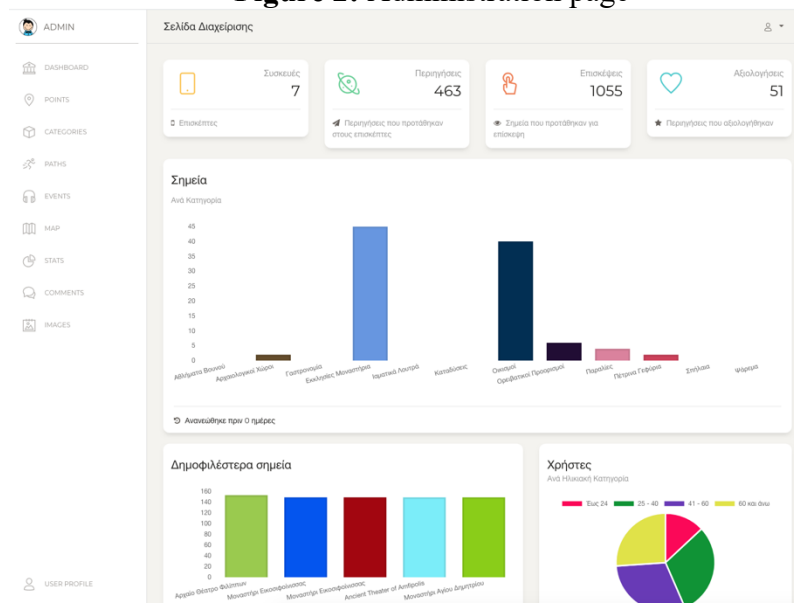 Figure 2: Administration page
ADMIN
Σελίδα Διαχείρισης
DASHBOARD
POINTS
CATEGORIES
PATHS
EVENTS
MAP
STATS
COMMENTS
IMAGES
USER PROFILE
Συσκευές
7
Επισκέπτες
Περιηγήσεις
463
Περιηγήσεις που προτάθηκαν
στους επισκέπτες
Επισκέψεις
1055
Σημεία που προτάθηκαν για
επίσκεψη
Αξιολογήσεις
51
Περιηγήσεις που αξιολογήθηκαν
Σημεία
Ανά Κατηγορία
45
40
35
30
25
20
15
10
5
0
Αθλήματα Βουνού
Αρχαιολογικοί Χώροι
Γαστρονομία
Εκκλησίες Μοναστήρια
Ιαματικά Λουτρά
Καταδύσεις
Οικισμοί
Ορειβατικοί Προορισμοί
Παραλίες
Πέτρινα Γεφύρια
Σπήλαια
Ψάρεμα
Ανανεώθηκε πριν 0 ημέρες
Δημοφιλέστερα σημεία
160
140
120
100
80
60
40
20
0
Αρχαίο Θέατρο Φιλίππων
Μοναστήρι Εικοσιφοίνισσας
Μοναστήρι Εικοσιφοίνισσας
Ancient Theater of Amfipolis
Μοναστήρι Αγίου Δημητρίου
Χρήστες
Ανά Ηλικιακή Κατηγορία
Έως 24
25 - 40
41 - 60
60 και άνω